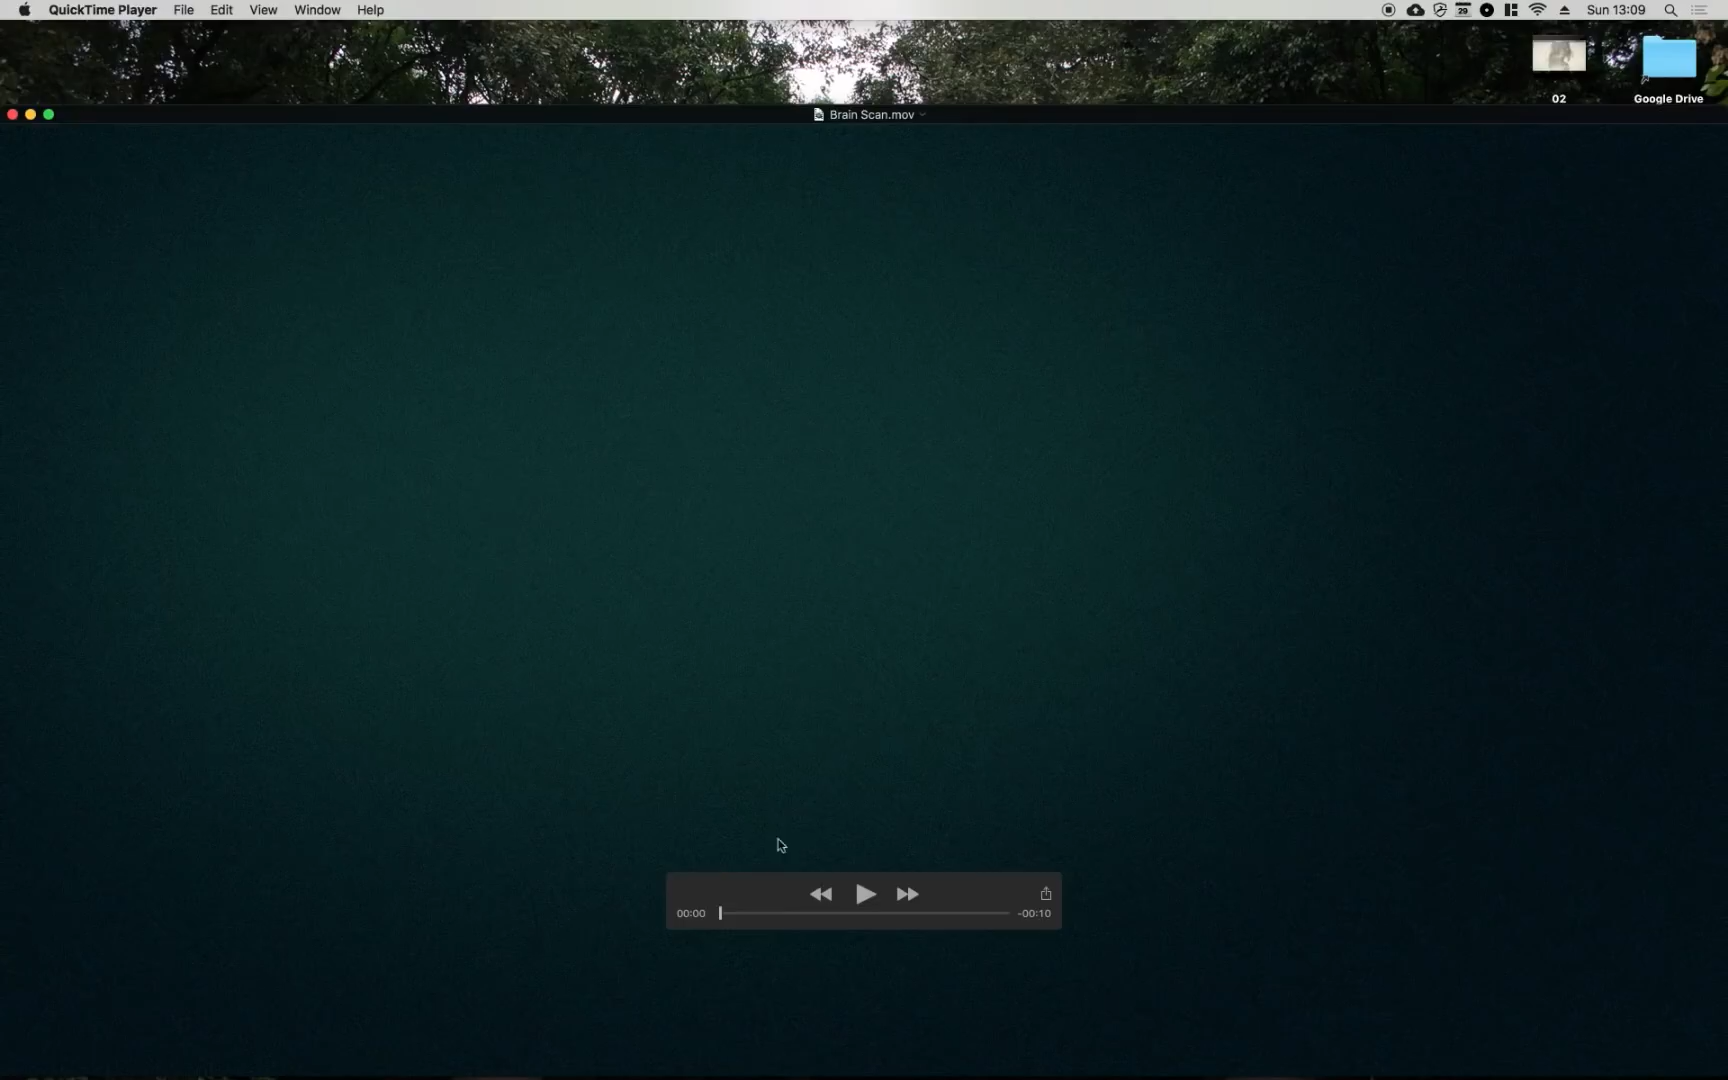 QuickTime Player File Edit View Window Help 29 Sun 13:09
02 Google Drive
Brain Scan.mov
00:00 -00:10